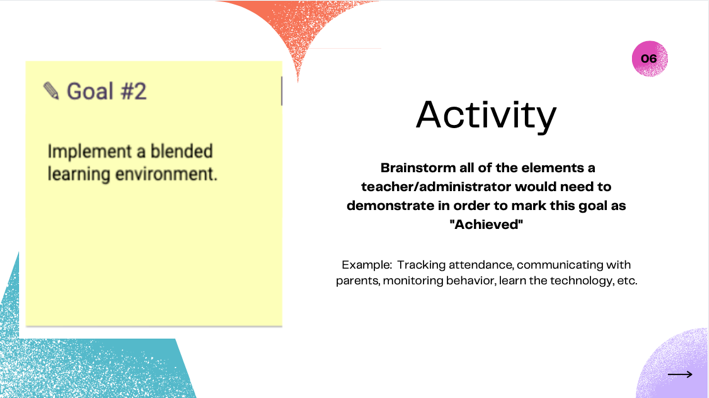 Goal #2
Implement a blended
learning environment.
06
Activity
Brainstorm all of the elements a
teacher/administrator would need to
demonstrate in order to mark this goal as
"Achieved"
Example: Tracking attendance, communicating with
parents, monitoring behavior, learn the technology, etc.